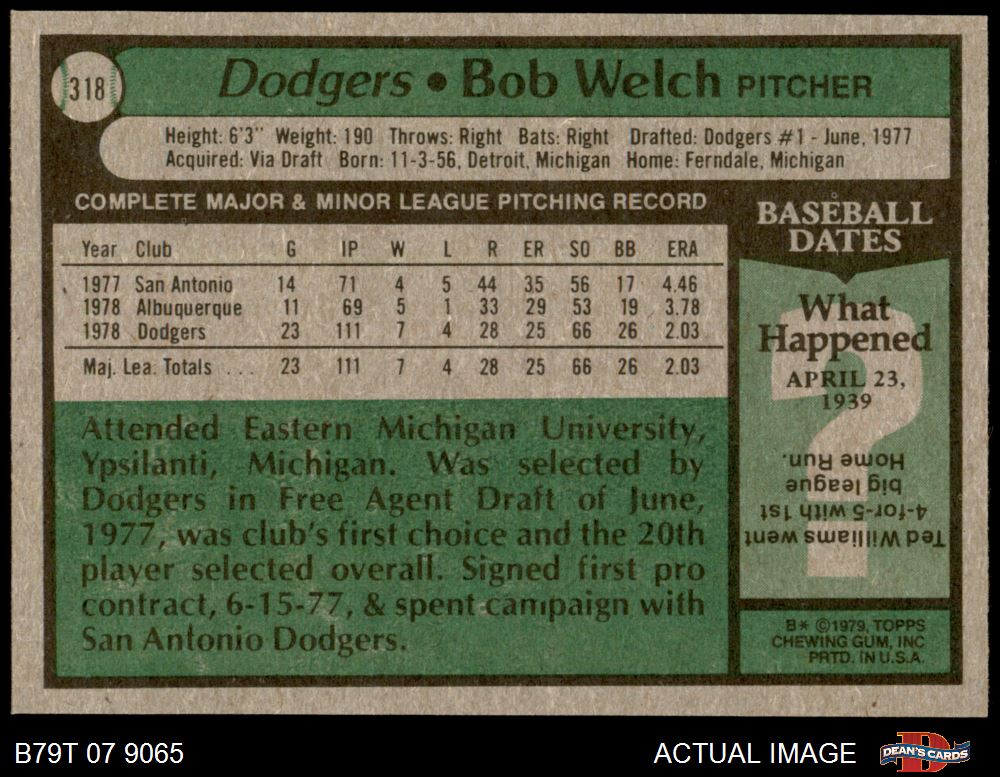 318
Dodgers • Bob Welch PITCHER
Height: 6'3" Weight: 190 Throws: Right Bats: Right Drafted: Dodgers #1 - June, 1977
Acquired: Via Draft Born: 11-3-56, Detroit, Michigan Home: Ferndale, Michigan
COMPLETE MAJOR & MINOR LEAGUE PITCHING RECORD
Year Club G IP W L R ER SO BB ERA
1977 San Antonio 14 71 4 5 44 35 56 17 4.46
1978 Albuquerque 11 69 5 1 33 29 53 19 3.78
1978 Dodgers 23 111 7 4 28 25 66 26 2.03
Maj. Lea. Totals . . . 23 111 7 4 28 25 66 26 2.03
Attended Eastern Michigan University,
Ypsilanti, Michigan. Was selected by
Dodgers in Free Agent Draft of June,
1977, was club's first choice and the 20th
player selected overall. Signed first pro
contract, 6-15-77, & spent campaign with
San Antonio Dodgers.
BASEBALL
DATES
What
Happened
APRIL 23,
1939
Ted Williams went
4-for-5 with 1st
big league
Home Run.
B* ©1979, TOPPS
CHEWING GUM, INC
PRTD. IN U.S.A.
B79T 07 9065
ACTUAL IMAGE
DEAN'S CARDS